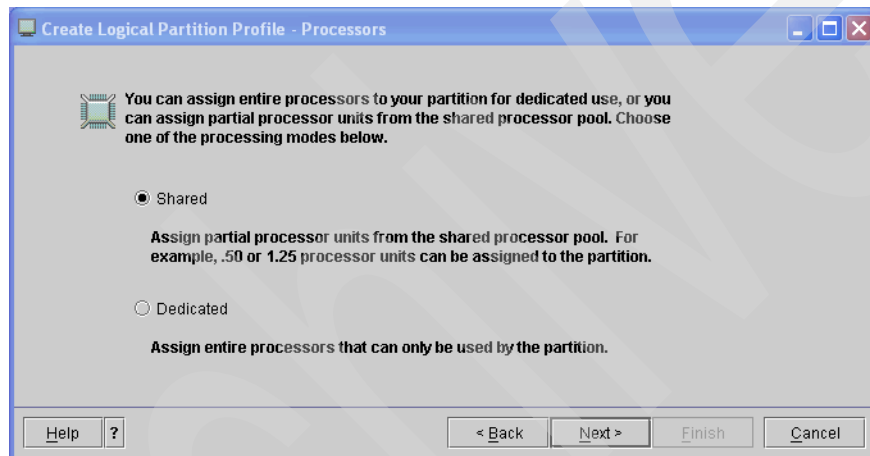 Create Logical Partition Profile - Processors
You can assign entire processors to your partition for dedicated use, or you
can assign partial processor units from the shared processor pool. Choose
one of the processing modes below.
Shared
Assign partial processor units from the shared processor pool. For
example, .50 or 1.25 processor units can be assigned to the partition.
Dedicated
Assign entire processors that can only be used by the partition.
Help ? < Back Next > Finish Cancel